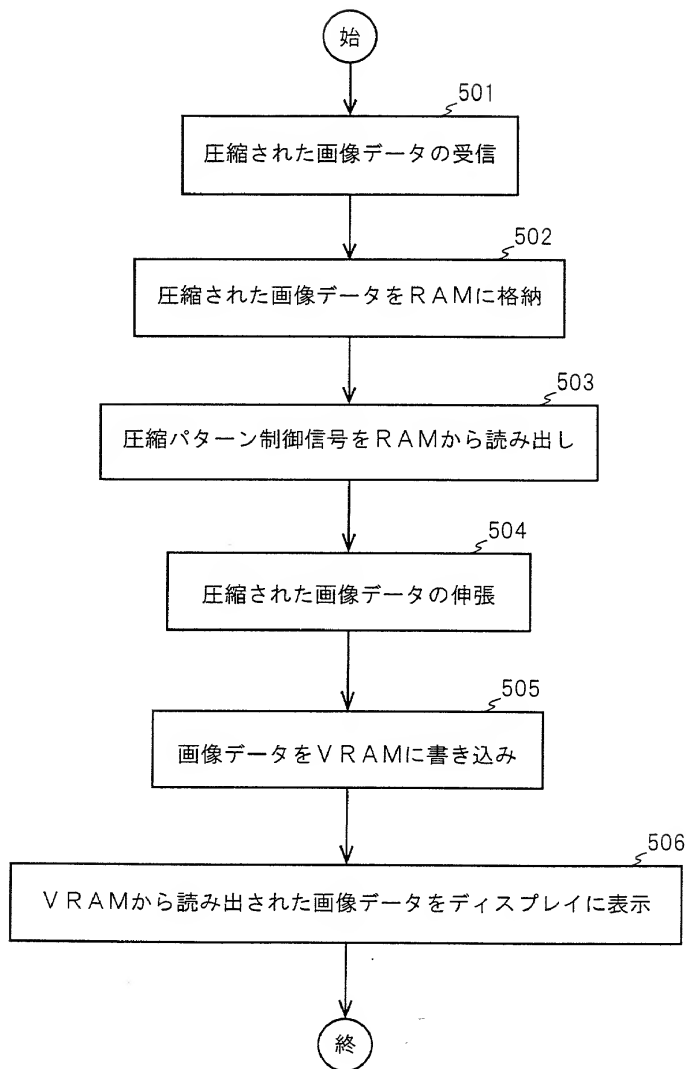 始
501
圧縮された画像データの受信
502
圧縮された画像データをRAMに格納
503
圧縮パターン制御信号をRAMから読み出し
504
圧縮された画像データの伸張
505
画像データをVRAMに書き込み
506
VRAMから読み出された画像データをディスプレイに表示
終